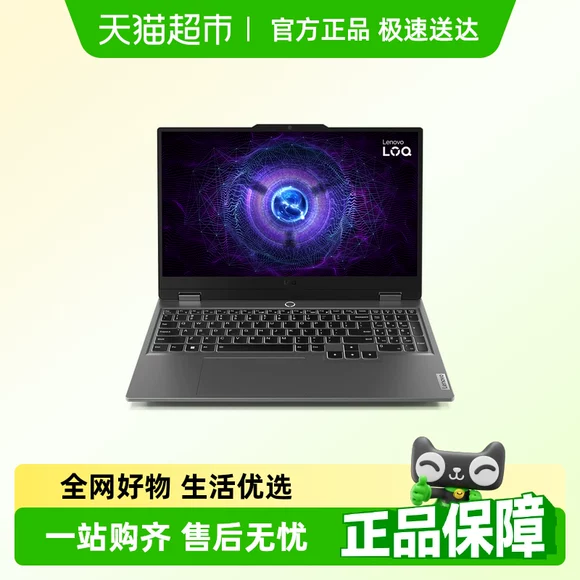 天猫超市 官方正品 极速送达
Lenovo
LOQ
Lenovo
全网好物 生活优选
一站购齐 售后无忧
正品保障